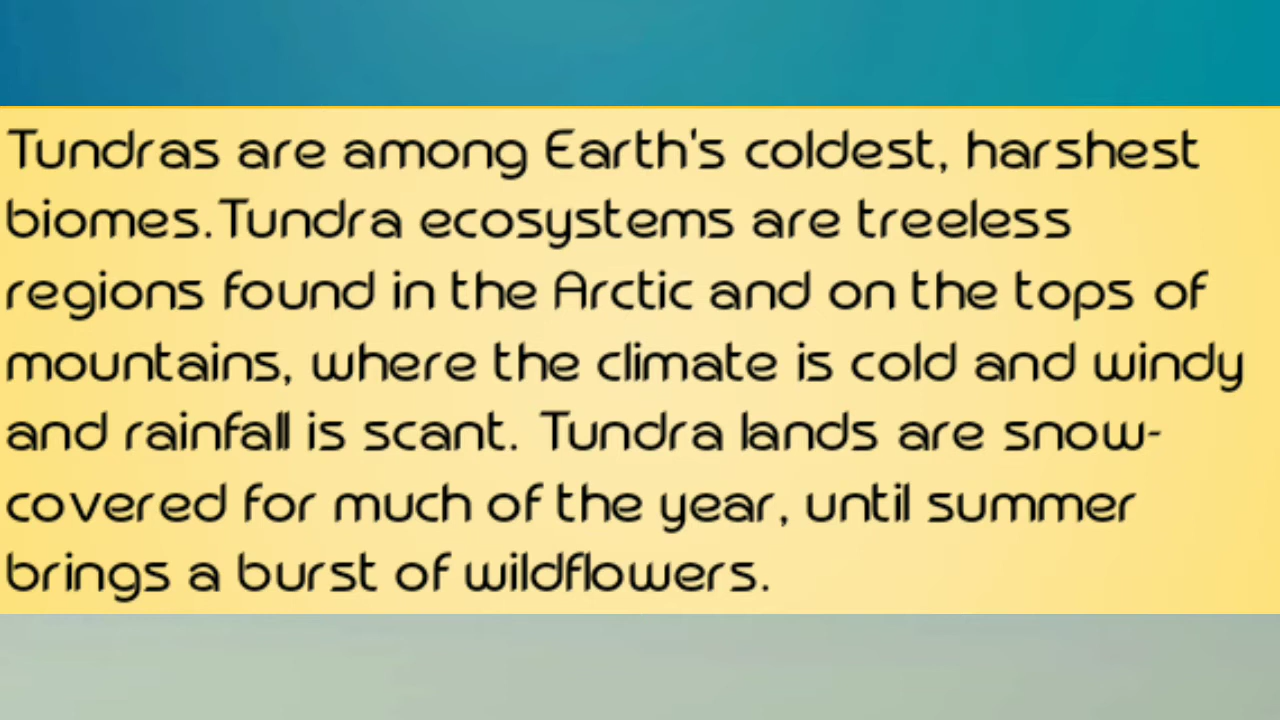 Tundras are among Earth's coldest, harshest
biomes.Tundra ecosystems are treeless
regions found in the Arctic and on the tops of
mountains, where the climate is cold and windy
and rainfall is scant. Tundra lands are snow-
covered for much of the year, until summer
brings a burst of wildflowers.